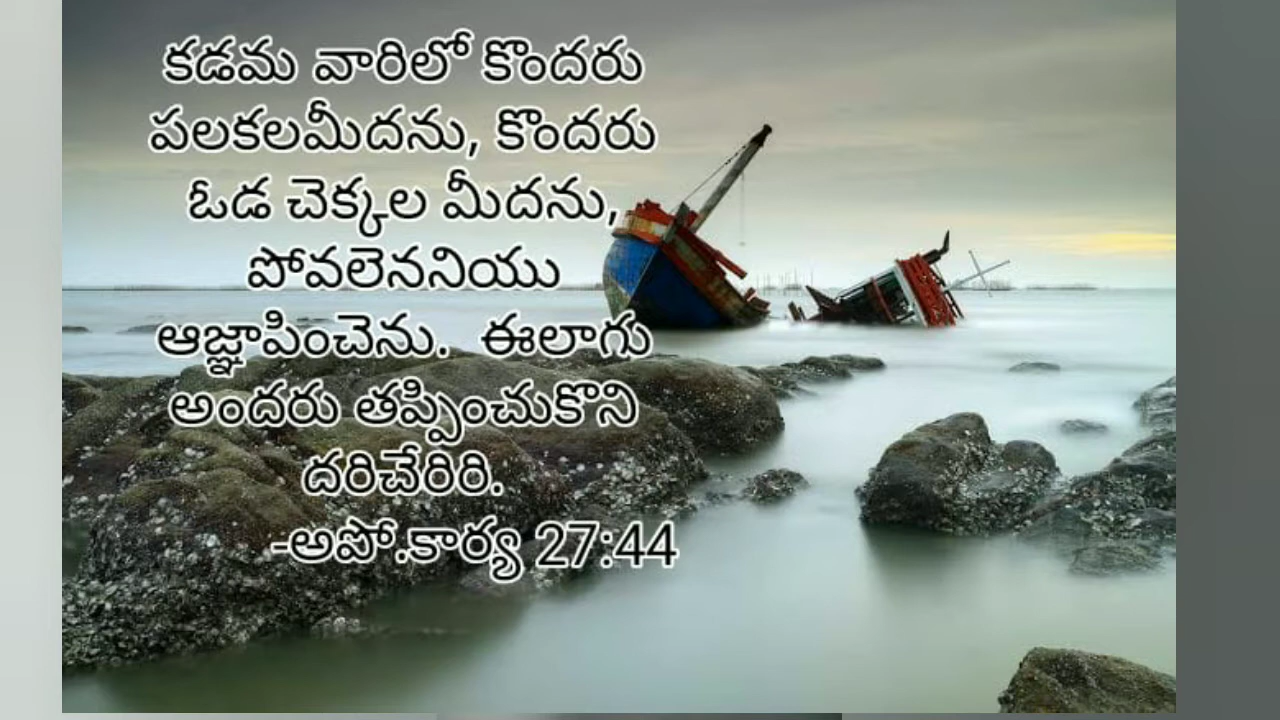 కడమ వారిలో కొందరు
పలకలమీదను, కొందరు
ఓడ చెక్కల మీదను,
పోవలెననియు
ఆజ్ఞాపించెను.  ఈలాగు
అందరు తప్పించుకొని
దరిచేరిరి.
-అపో.కార్య 27:44